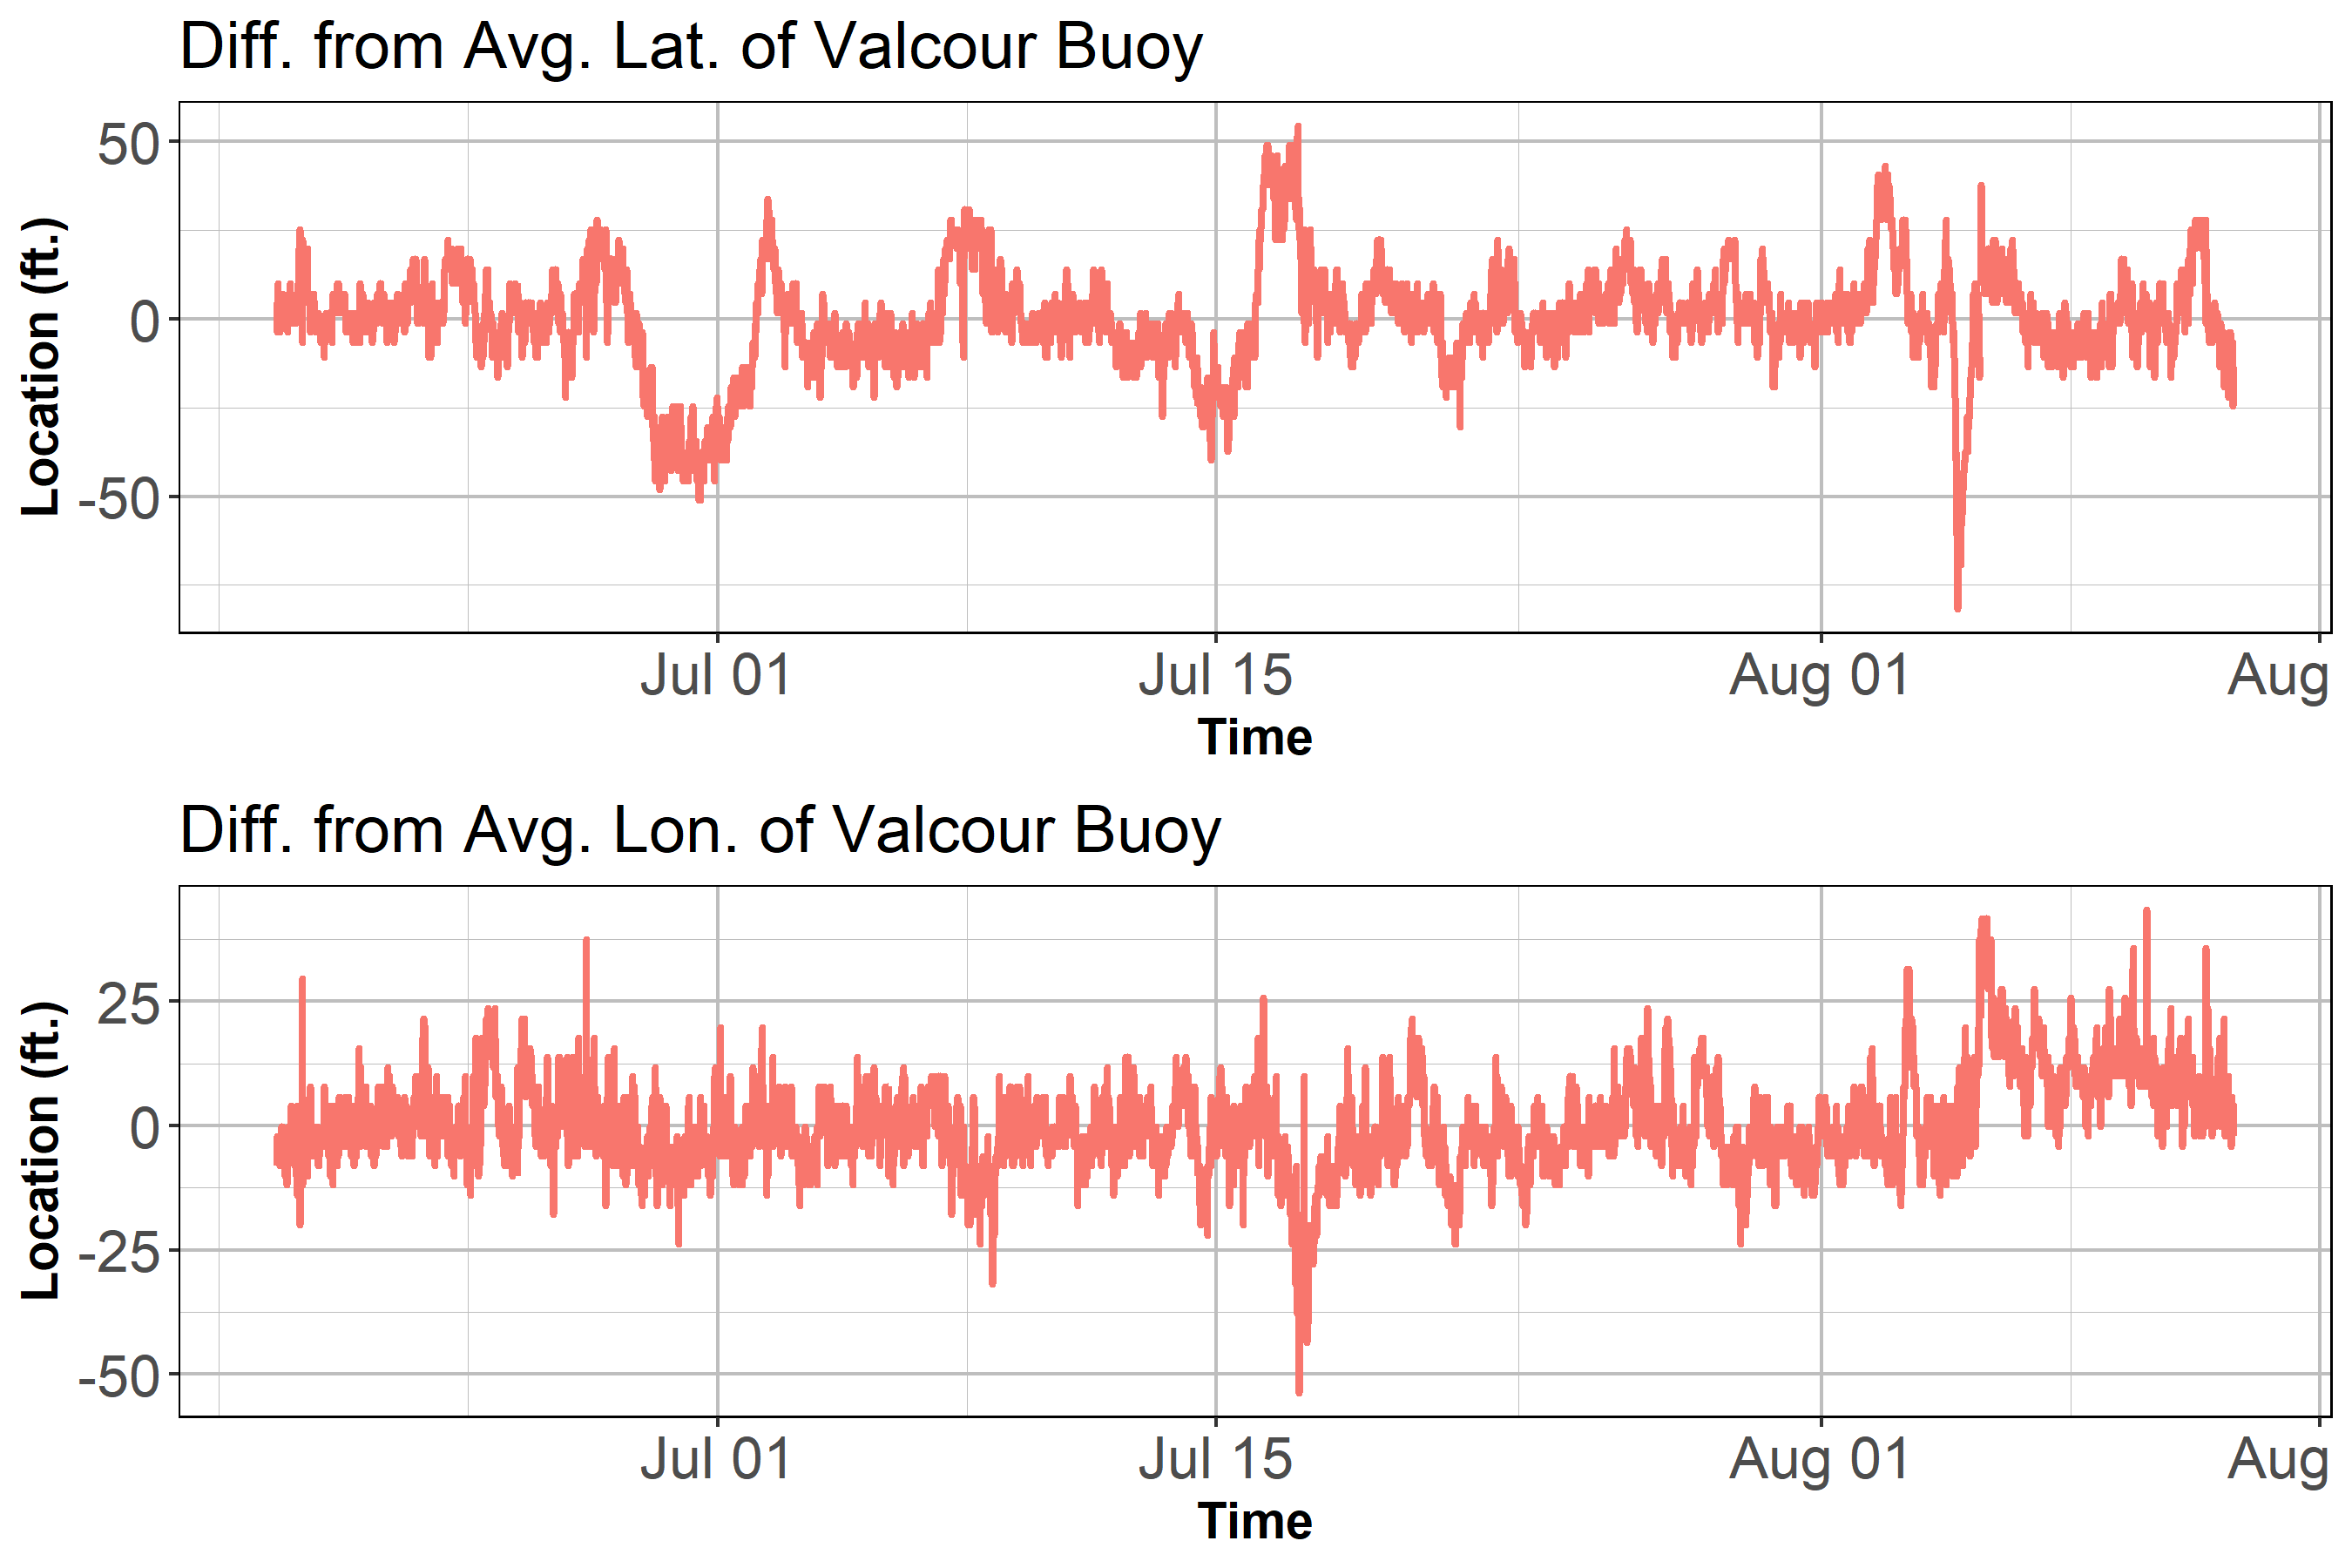 Diff. from Avg. Lat. of Valcour Buoy
Location (ft.)
50
0
-50
Jul 01 Jul 15 Aug 01 Aug
Time
Diff. from Avg. Lon. of Valcour Buoy
Location (ft.)
25
0
-25
-50
Jul 01 Jul 15 Aug 01 Aug
Time